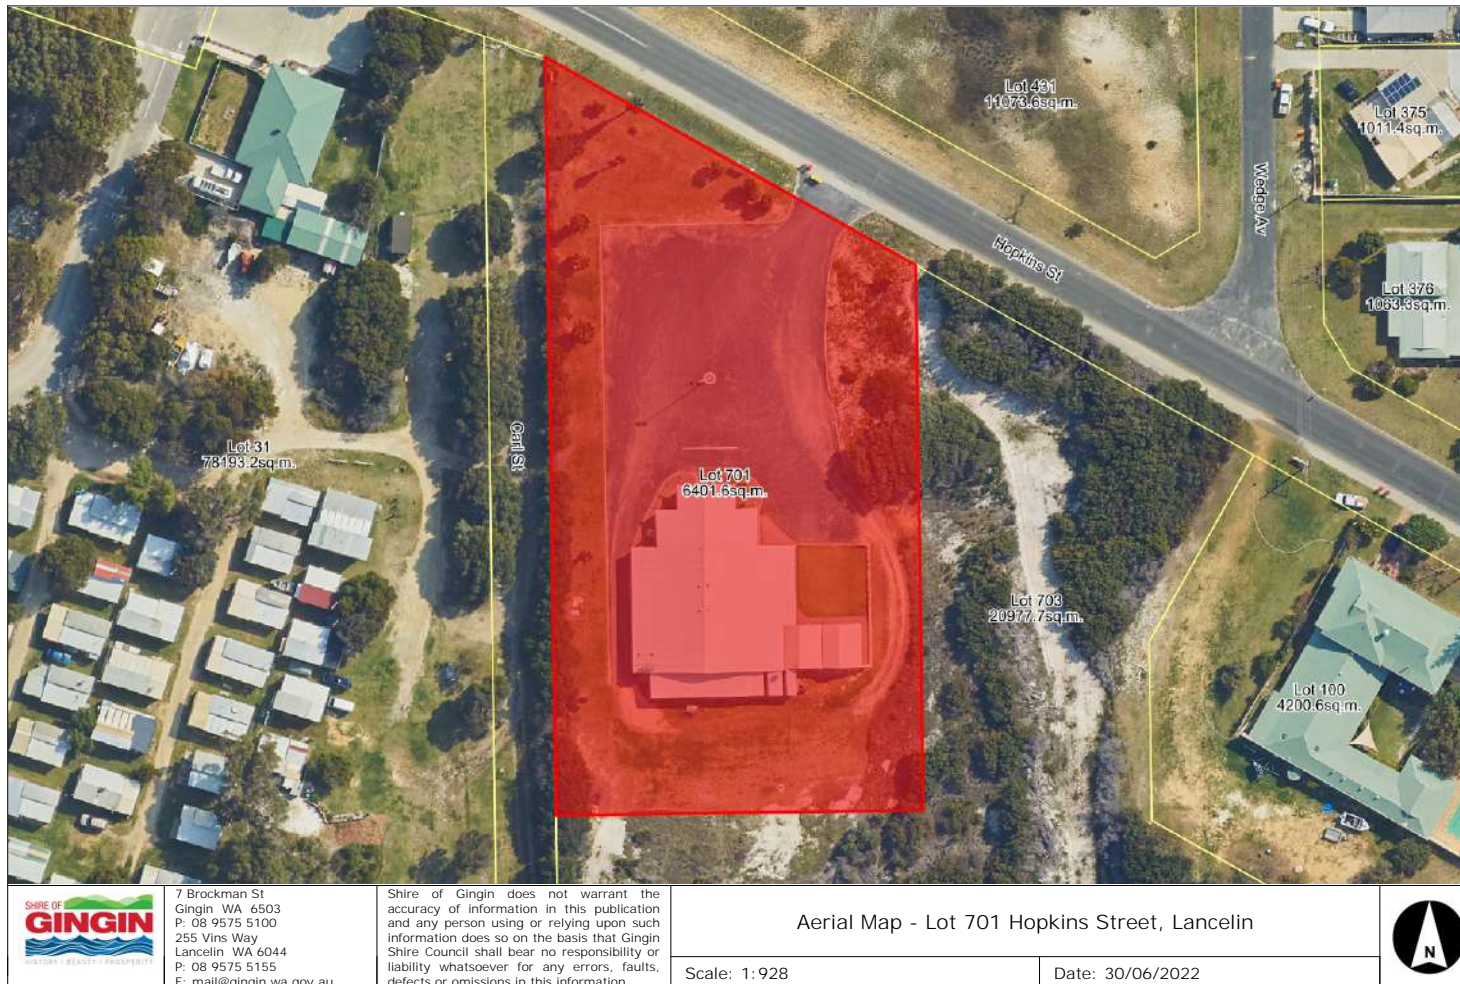 Lot 431
11073.6sq.m.
Lot 375
1011.4sq.m.
Wedge Av
Hopkins St
Lot 376
1063.3sq.m.
Lot 31
78193.2sq.m.
Carl St
Lot 701
6401.6sq.m.
Lot 703
20977.7sq.m.
Lot 100
4200.6sq.m.
SHIRE OF
GINGIN
HISTORY | BEAUTY | PROSPERITY
7 Brockman St
Gingin WA 6503
P: 08 9575 5100
255 Vins Way
Lancelin WA 6044
P: 08 9575 5155
E: mail@gingin.wa.gov.au
Shire of Gingin does not warrant the
accuracy of information in this publication
and any person using or relying upon such
information does so on the basis that Gingin
Shire Council shall bear no responsibility or
liability whatsoever for any errors, faults,
defects or omissions in this information.
Aerial Map - Lot 701 Hopkins Street, Lancelin
Scale: 1:928
Date: 30/06/2022
N